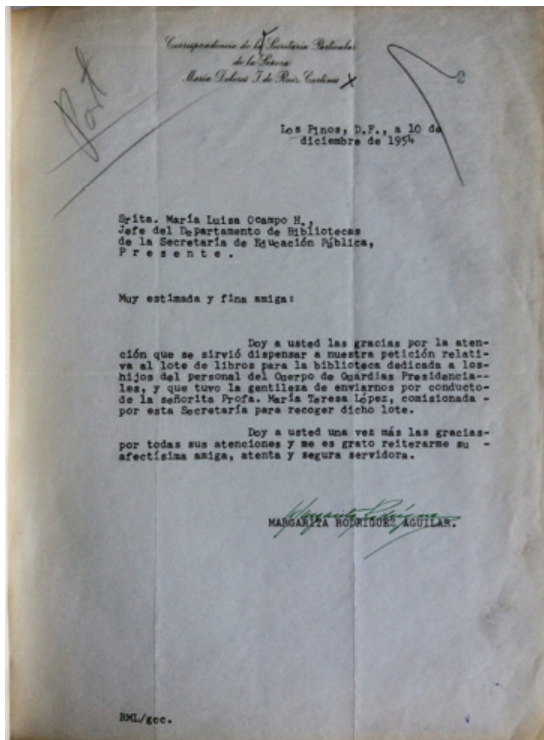 Correspondencia de la Secretaria Particular
de la Señora
María Dolores I. de Ruiz Cortines
2
Los Pinos, D.F., a 10 de
diciembre de 1954
Srita. María Luisa Ocampo H.,
Jefe del Departamento de Bibliotecas
de la Secretaría de Educación Pública,
P r e s e n t e .
Muy estimada y fina amiga:
Doy a usted las gracias por la aten-
ción que se sirvió dispensar a nuestra petición relati-
va al lote de libros para la biblioteca dedicada a los-
hijos del personal del Cuerpo de Guardias Presidencia--
les, y que tuvo la gentileza de enviarnos por conducto-
de la señorita Profa. María Teresa López, comisionada -
por esta Secretaría para recoger dicho lote.
Doy a usted una vez más las gracias-
por todas sus atenciones y me es grato reiterarme su -
afectísima amiga, atenta y segura servidora.
MARGARITA RODRIGUEZ AGUILAR.
BML/gec.